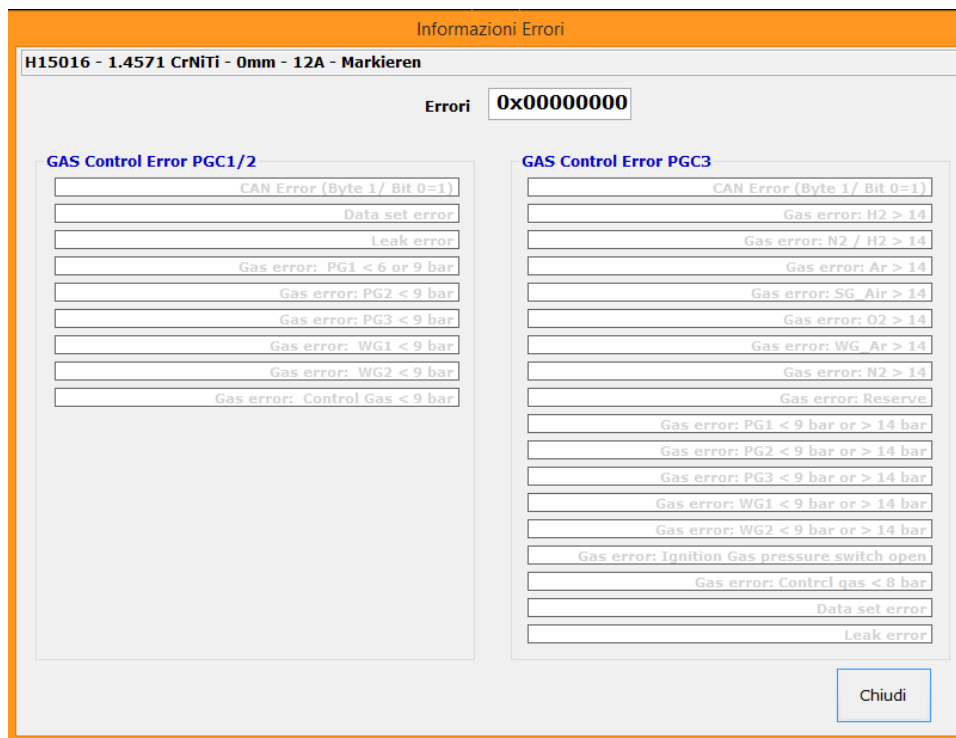 Informazioni Errori
H15016 - 1.4571 CrNiTi - 0mm - 12A - Markieren
Errori 0x00000000
GAS Control Error PGC1/2
CAN Error (Byte 1/ Bit 0=1)
Data set error
Leak error
Gas error: PG1 < 6 or 9 bar
Gas error: PG2 < 9 bar
Gas error: PG3 < 9 bar
Gas error: WG1 < 9 bar
Gas error: WG2 < 9 bar
Gas error: Control Gas < 9 bar
GAS Control Error PGC3
CAN Error (Byte 1/ Bit 0=1)
Gas error: H2 > 14
Gas error: N2 / H2 > 14
Gas error: Ar > 14
Gas error: SG_Air > 14
Gas error: O2 > 14
Gas error: WG_Ar > 14
Gas error: N2 > 14
Gas error: Reserve
Gas error: PG1 < 9 bar or > 14 bar
Gas error: PG2 < 9 bar or > 14 bar
Gas error: PG3 < 9 bar or > 14 bar
Gas error: WG1 < 9 bar or > 14 bar
Gas error: WG2 < 9 bar or > 14 bar
Gas error: Ignition Gas pressure switch open
Gas error: Contrcl gas < 8 bar
Data set error
Leak error
Chiudi